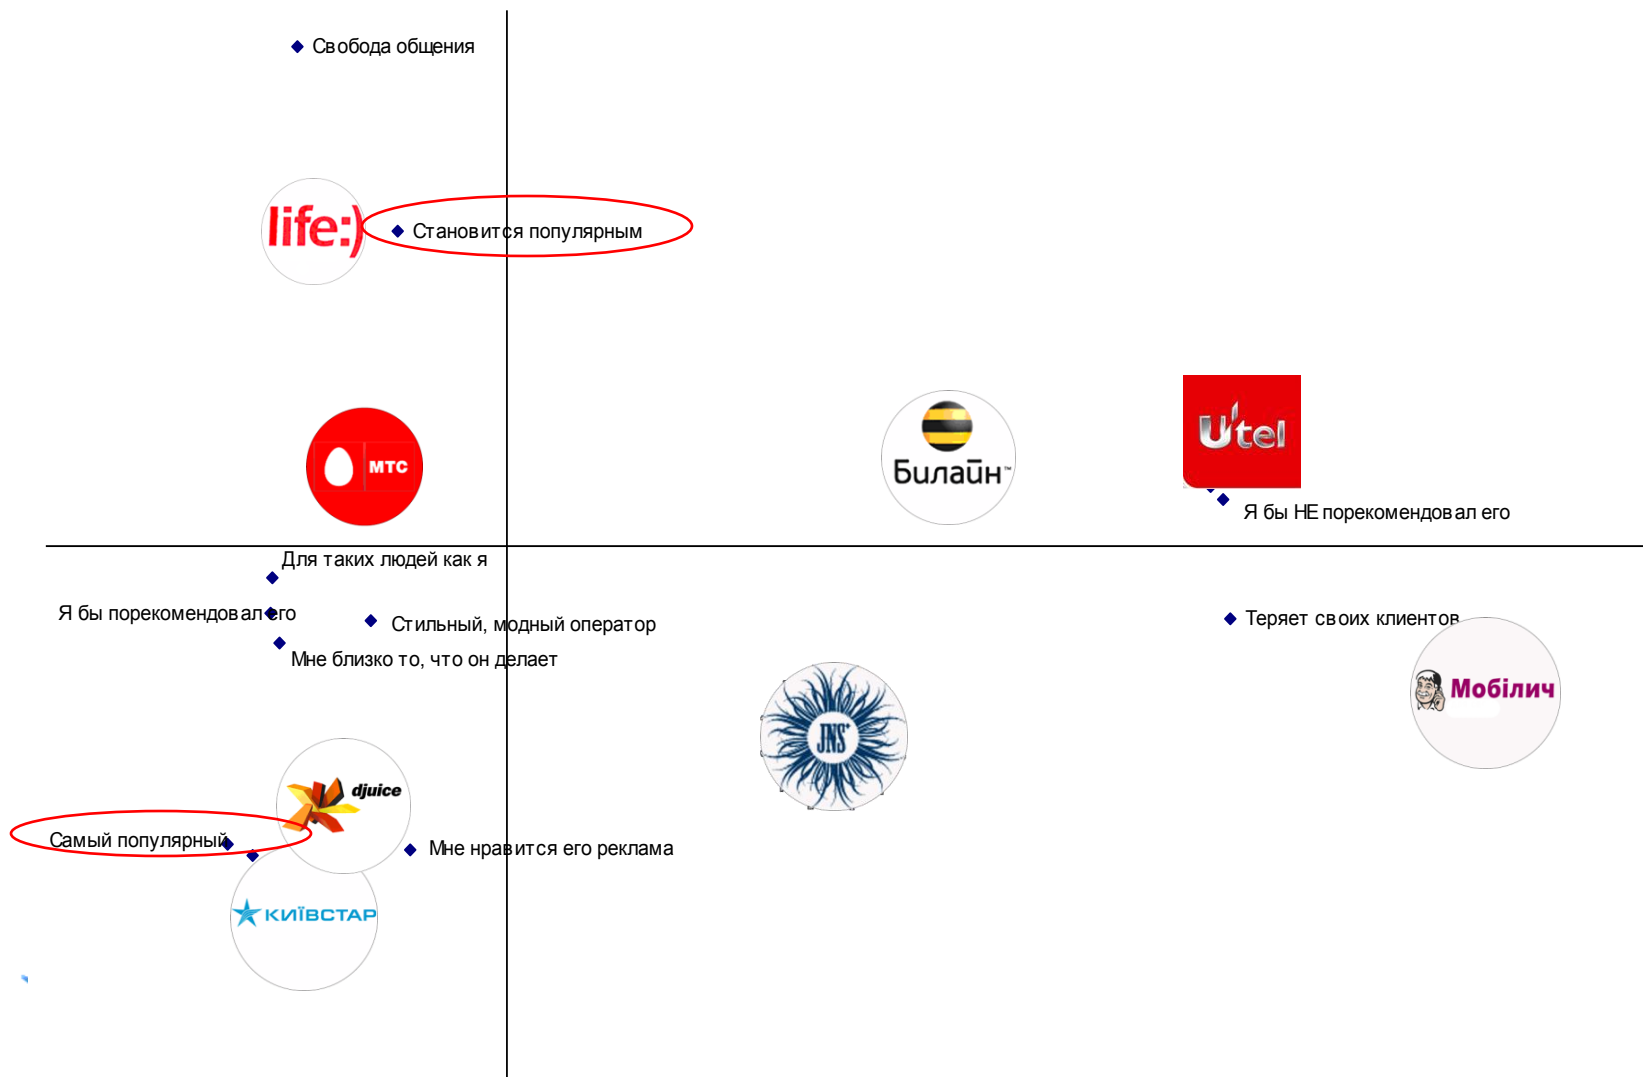 Свобода общения
life:)
Становится популярным
МТС
Билайн™
U'tel
Я бы НЕ порекомендовал его
Для таких людей как я
Я бы порекомендовал его
Стильный, модный оператор
Теряет своих клиентов
Мне близко то, что он делает
Мобілич
JNS+
djuice
Самый популярный
Мне нравится его реклама
КИЇВСТАР